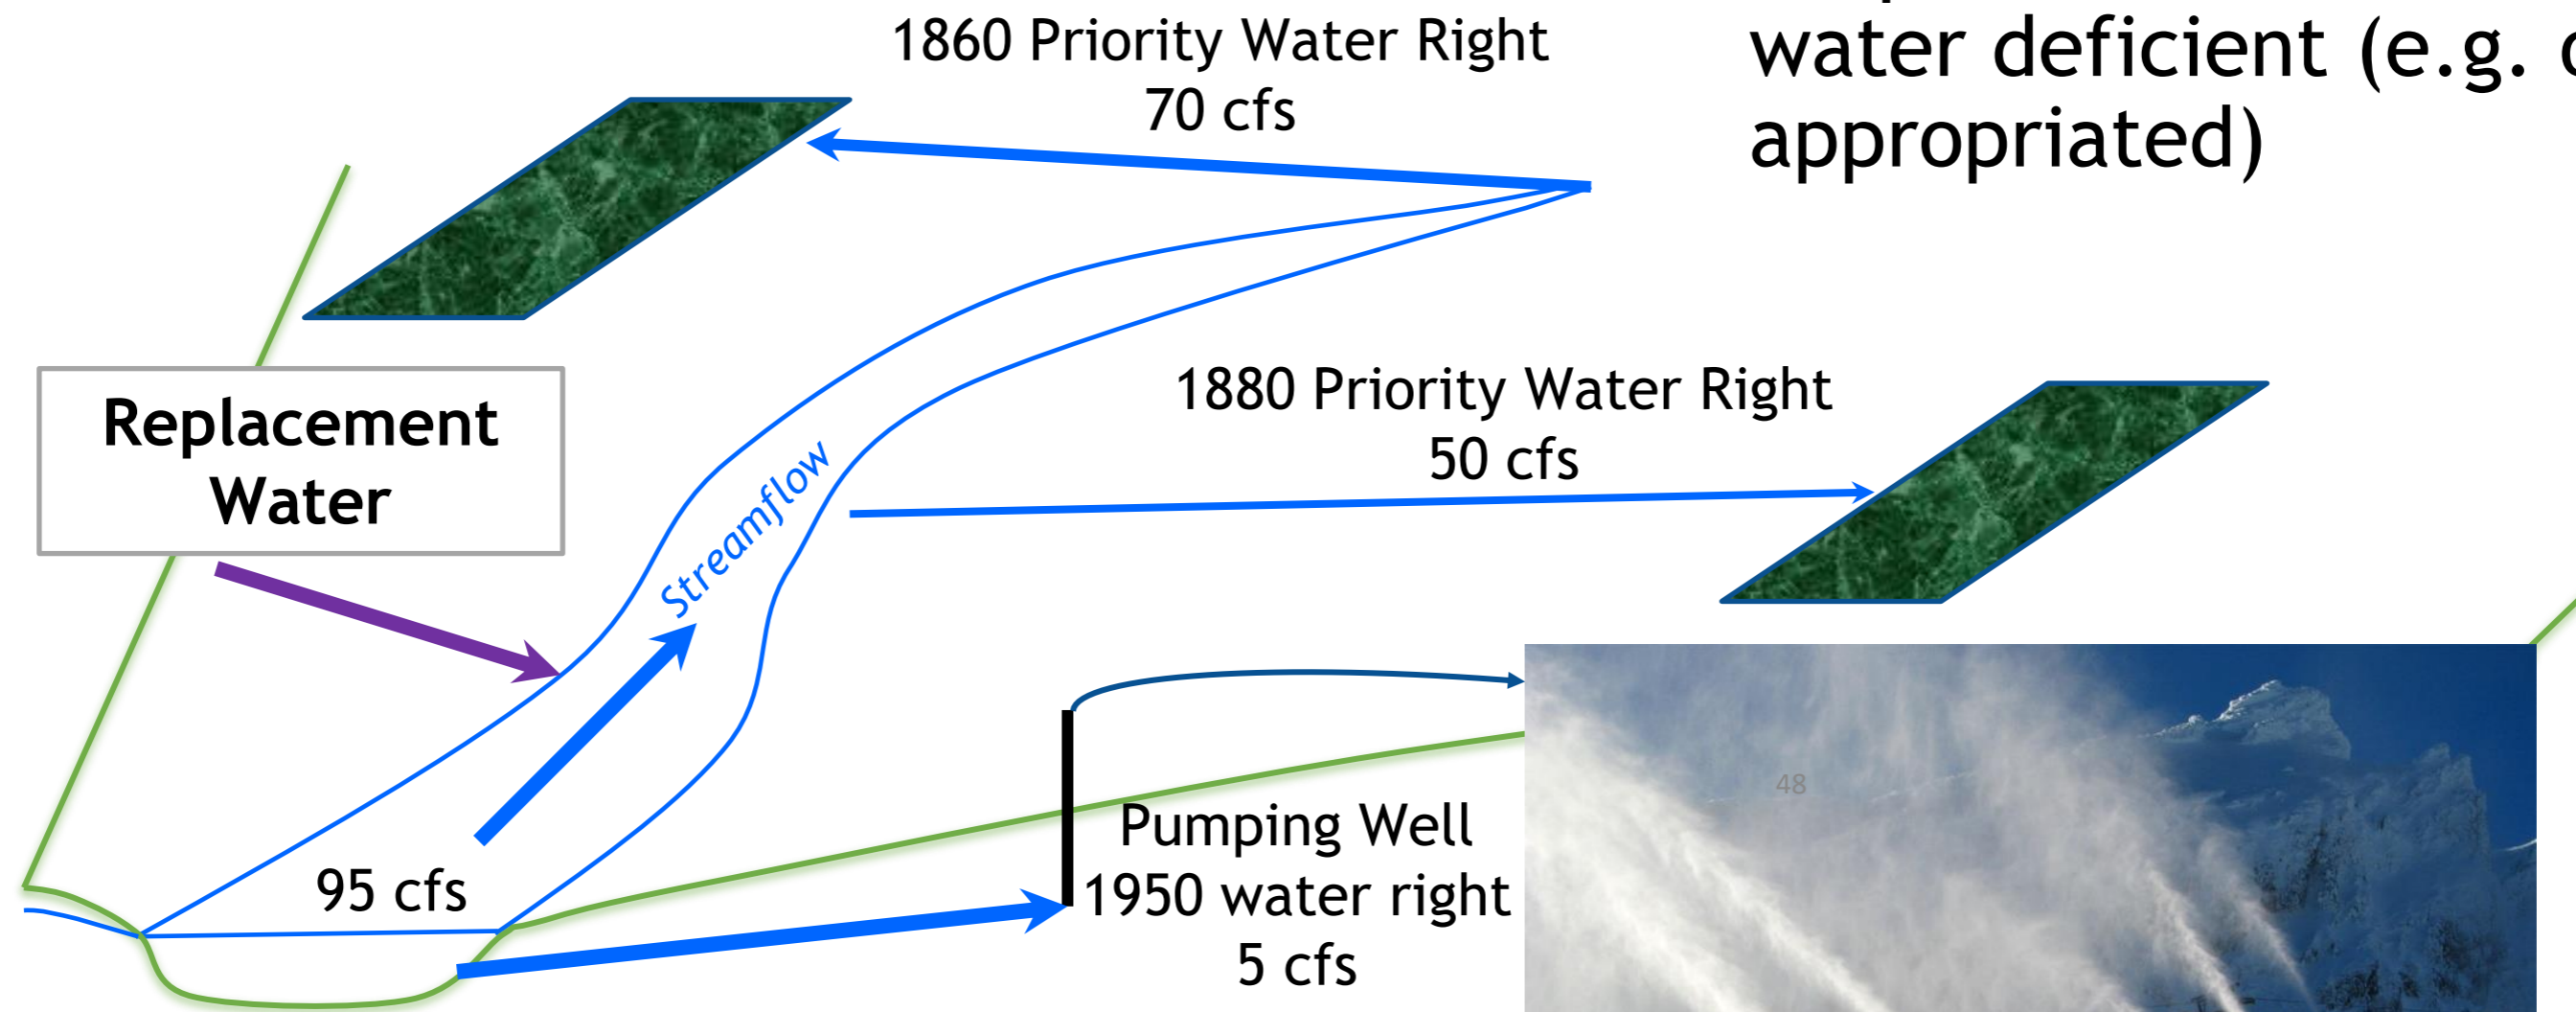 1860 Priority Water Right
70 cfs
water deficient (e.g.
appropriated)
Replacement
Water
1880 Priority Water Right
50 cfs
Streamflow
48
Pumping Well
1950 water right
5 cfs
95 cfs